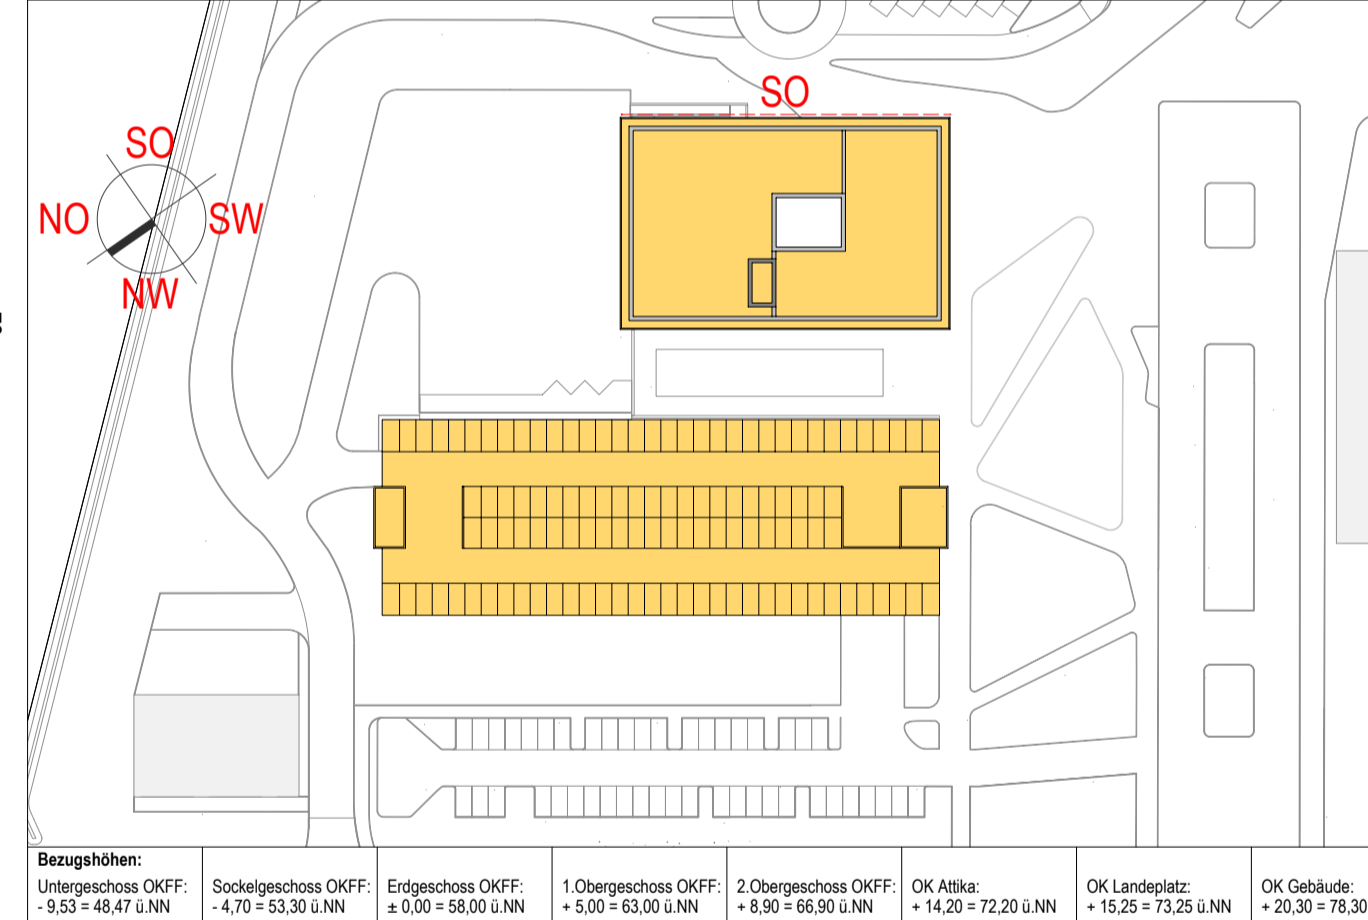 SO
SO
NO
SW
NW
Bezugshöhen:
Untergeschoss OKFF:
- 9,53 = 48,47 ü.NN
Sockelgeschoss OKFF:
- 4,70 = 53,30 ü.NN
Erdgeschoss OKFF:
± 0,00 = 58,00 ü.NN
1.Obergeschoss OKFF:
+ 5,00 = 63,00 ü.NN
2.Obergeschoss OKFF:
+ 8,90 = 66,90 ü.NN
OK Attika:
+ 14,20 = 72,20 ü.NN
OK Landeplatz:
+ 15,25 = 73,25 ü.NN
OK Gebäude:
+ 20,30 = 78,30